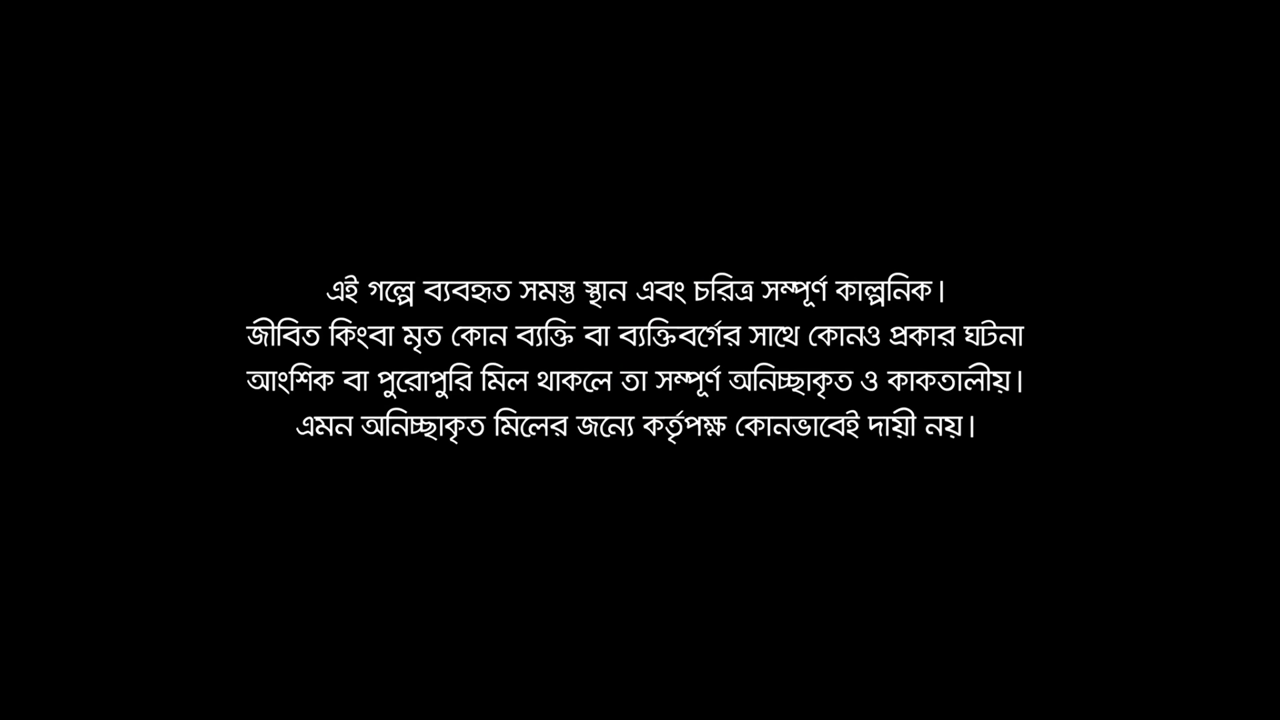 এই গল্পে ব্যবহৃত সমস্ত স্থান এবং চরিত্র সম্পূর্ণ কাল্পনিক।
জীবিত কিংবা মৃত কোন ব্যক্তি বা ব্যক্তিবর্গের সাথে কোনও প্রকার ঘটনা
আংশিক বা পুরোপুরি মিল থাকলে তা সম্পূর্ণ অনিচ্ছাকৃত ও কাকতালীয়।
এমন অনিচ্ছাকৃত মিলের জন্যে কর্তৃপক্ষ কোনভাবেই দায়ী নয়।